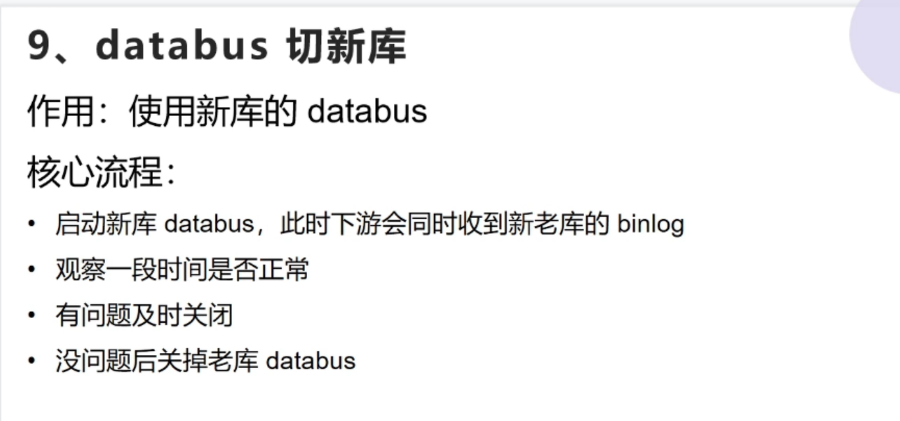 9、databus 切新库
作用：使用新库的 databus
核心流程：
• 启动新库 databus，此时下游会同时收到新老库的 binlog
• 观察一段时间是否正常
• 有问题及时关闭
• 没问题后关掉老库 databus